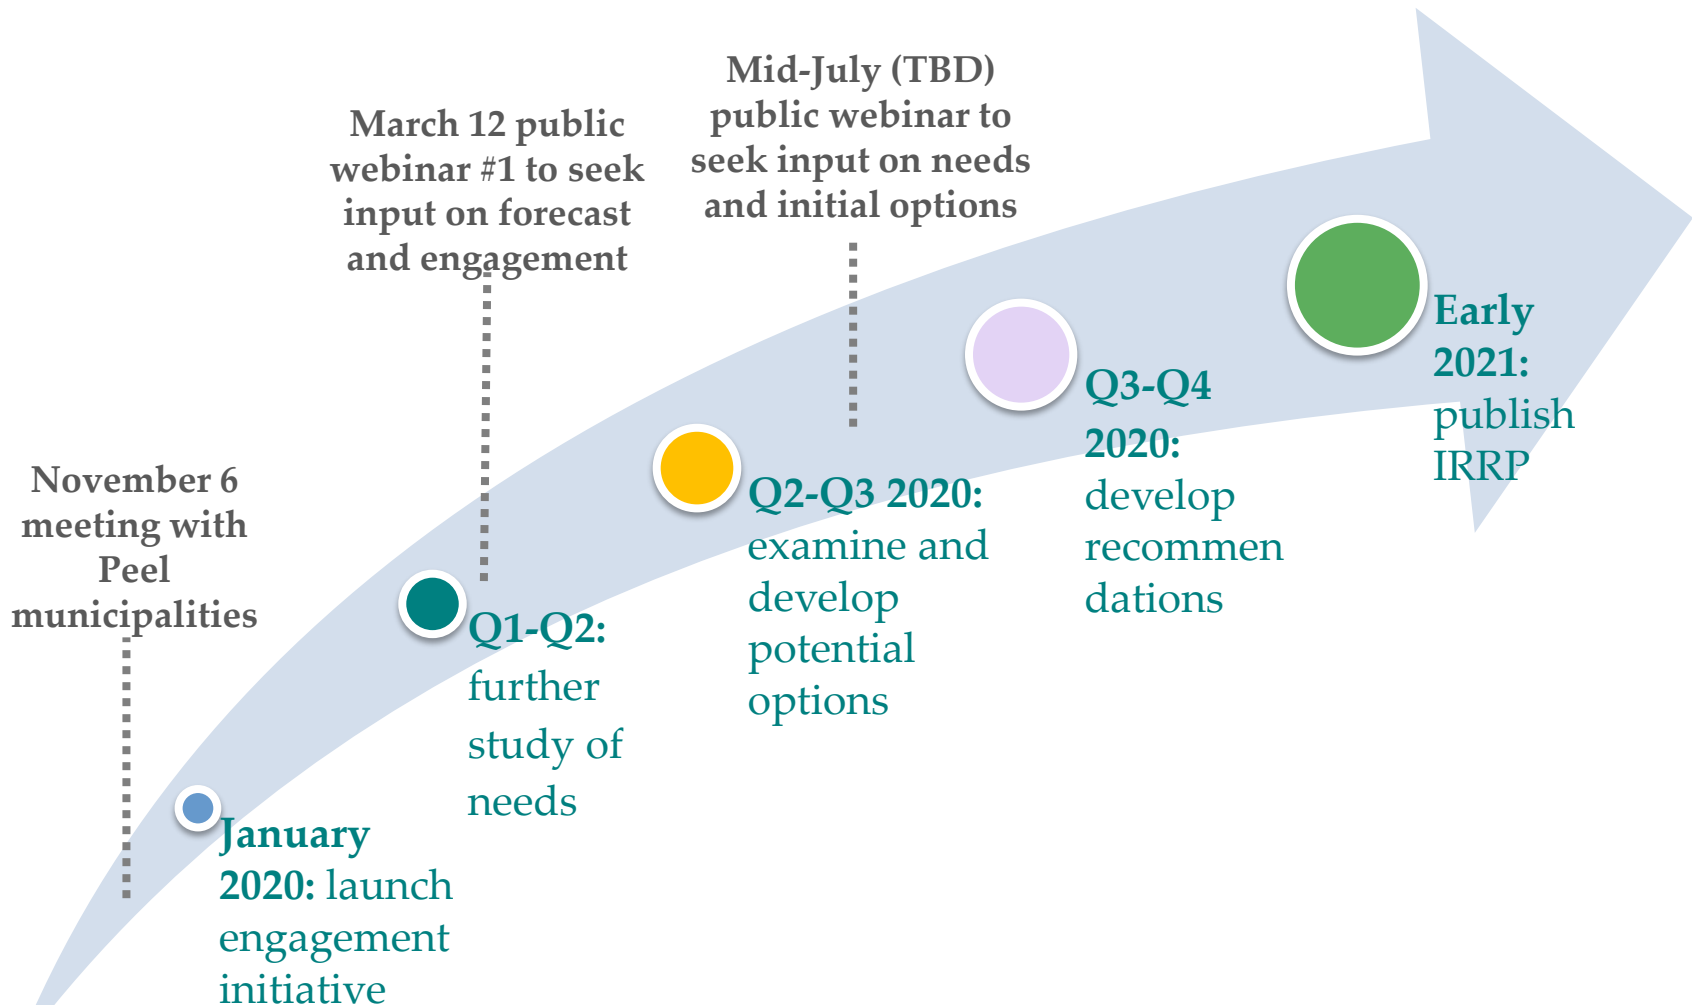 November 6
meeting with
Peel
municipalities
March 12 public
webinar #1 to seek
input on forecast
and engagement
Mid-July (TBD)
public webinar to
seek input on needs
and initial options
January
2020: launch
engagement
initiative
Q1-Q2:
further
study of
needs
Q2-Q3 2020:
examine and
develop
potential
options
Q3-Q4
2020:
develop
recommen
dations
Early
2021:
publish
IRRP